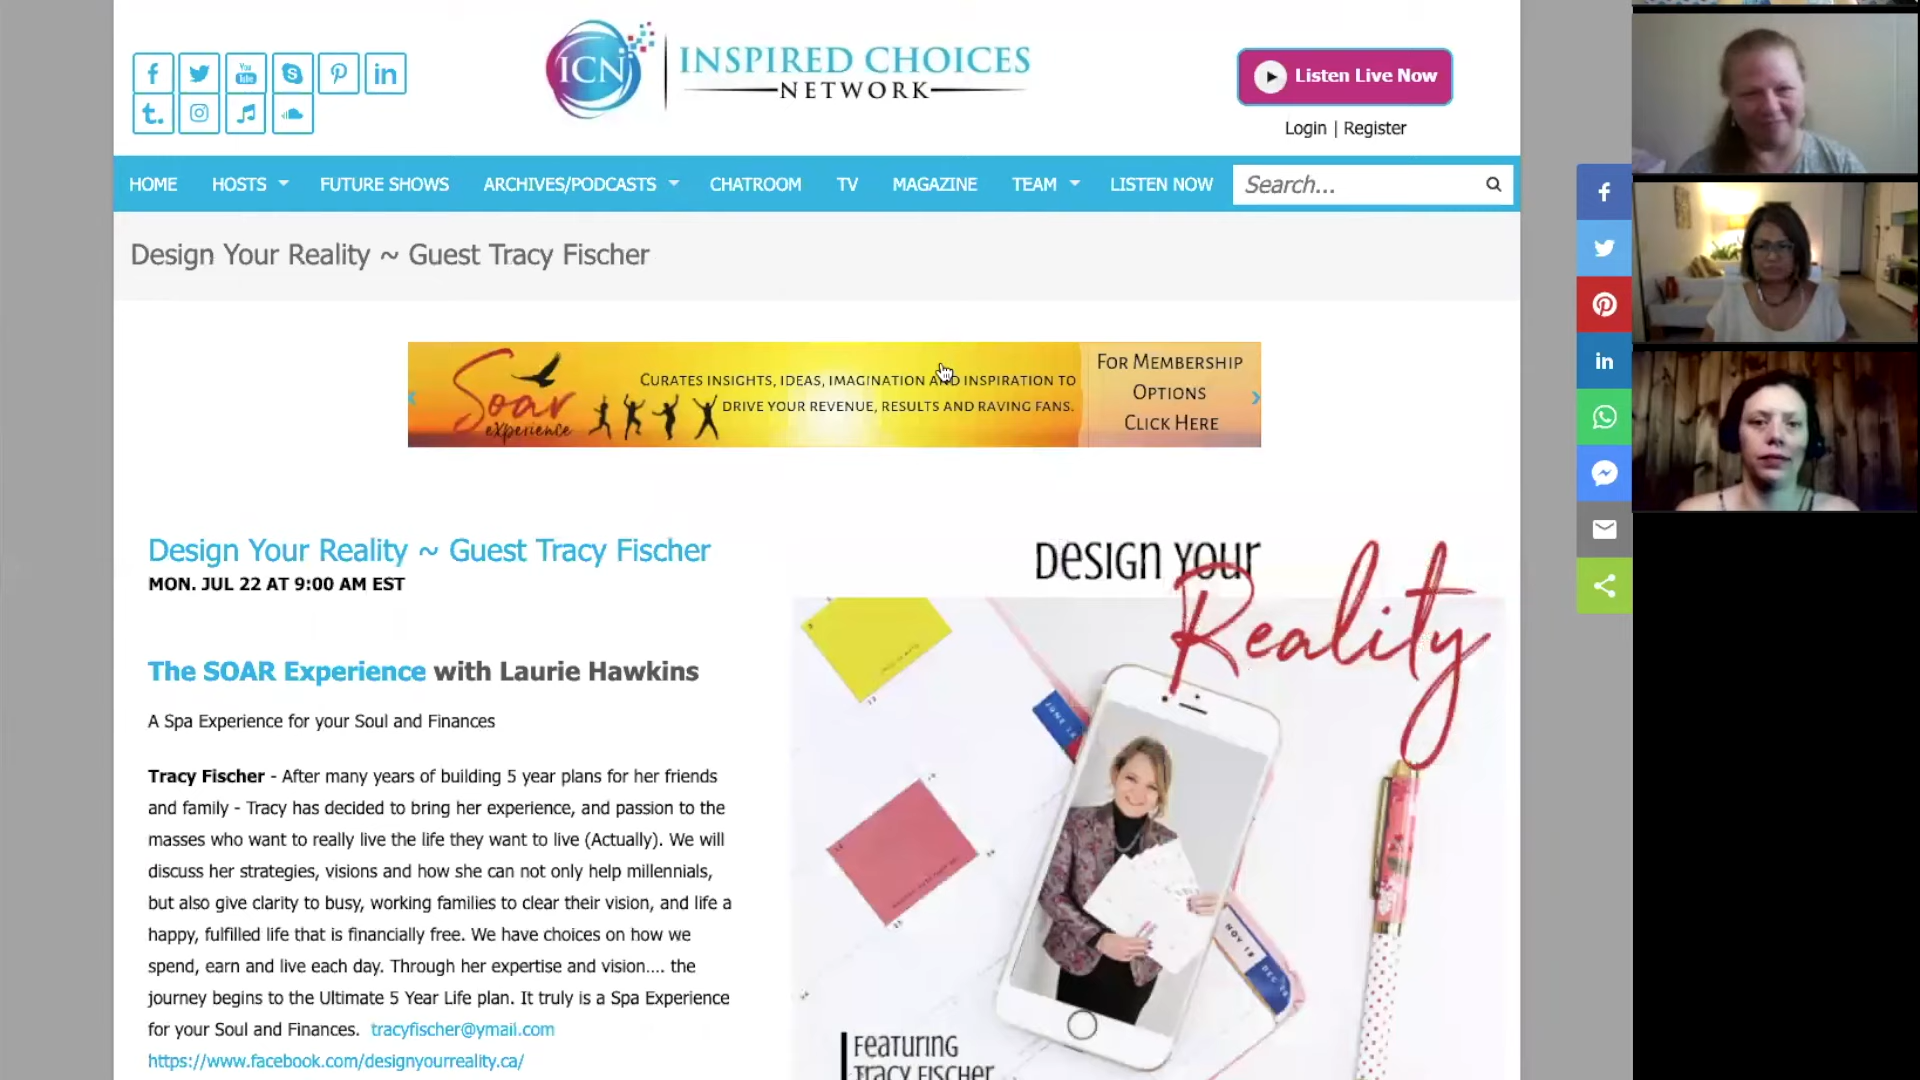 ICN
INSPIRED CHOICES
NETWORK
Listen Live Now
Login | Register
HOME HOSTS FUTURE SHOWS ARCHIVES/PODCASTS CHATROOM TV MAGAZINE TEAM LISTEN NOW Search...
Design Your Reality ~ Guest Tracy Fischer
Soar
experience
CURATES INSIGHTS, IDEAS, IMAGINATION AND INSPIRATION TO
DRIVE YOUR REVENUE, RESULTS AND RAVING FANS.
FOR MEMBERSHIP
OPTIONS
CLICK HERE
Design Your Reality ~ Guest Tracy Fischer
MON. JUL 22 AT 9:00 AM EST
The SOAR Experience with Laurie Hawkins
A Spa Experience for your Soul and Finances
Tracy Fischer - After many years of building 5 year plans for her friends
and family - Tracy has decided to bring her experience, and passion to the
masses who want to really live the life they want to live (Actually). We will
discuss her strategies, visions and how she can not only help millennials,
but also give clarity to busy, working families to clear their vision, and life a
happy, fulfilled life that is financially free. We have choices on how we
spend, earn and live each day. Through her expertise and vision.... the
journey begins to the Ultimate 5 Year Life plan. It truly is a Spa Experience
for your Soul and Finances. tracyfischer@ymail.com
https://www.facebook.com/designyourreality.ca/
DESIGN YOUR
Reality
NOV 18
DEC
FEATURING
TRACY FISCHER